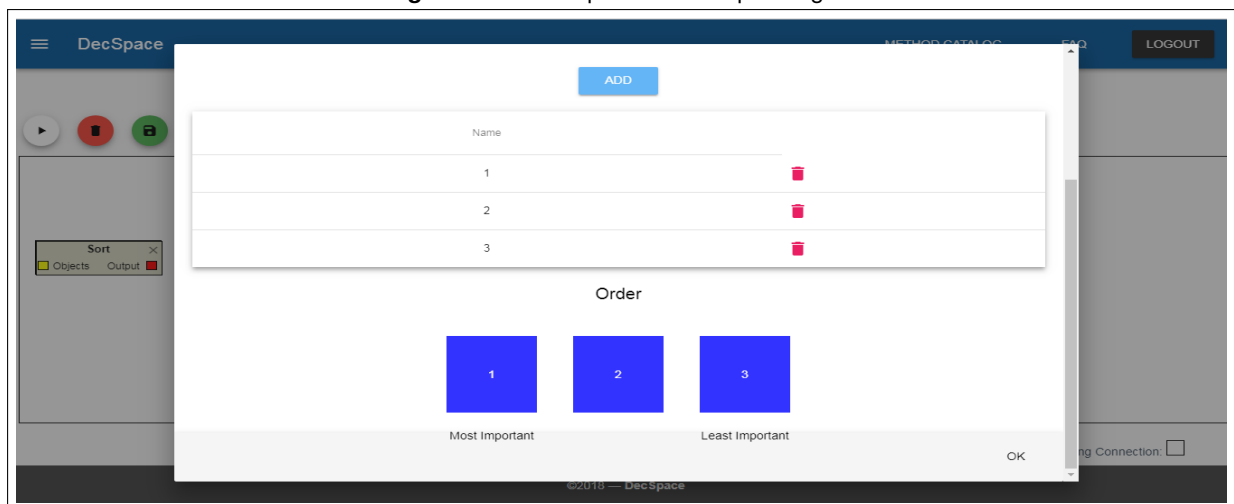 DecSpace METHOD CATALOG FAQ LOGOUT
ADD
Name
1
2
3
Sort
Objects Output
Order
1 2 3
Most Important Least Important
OK
ng Connection:
©2018 — DecSpace